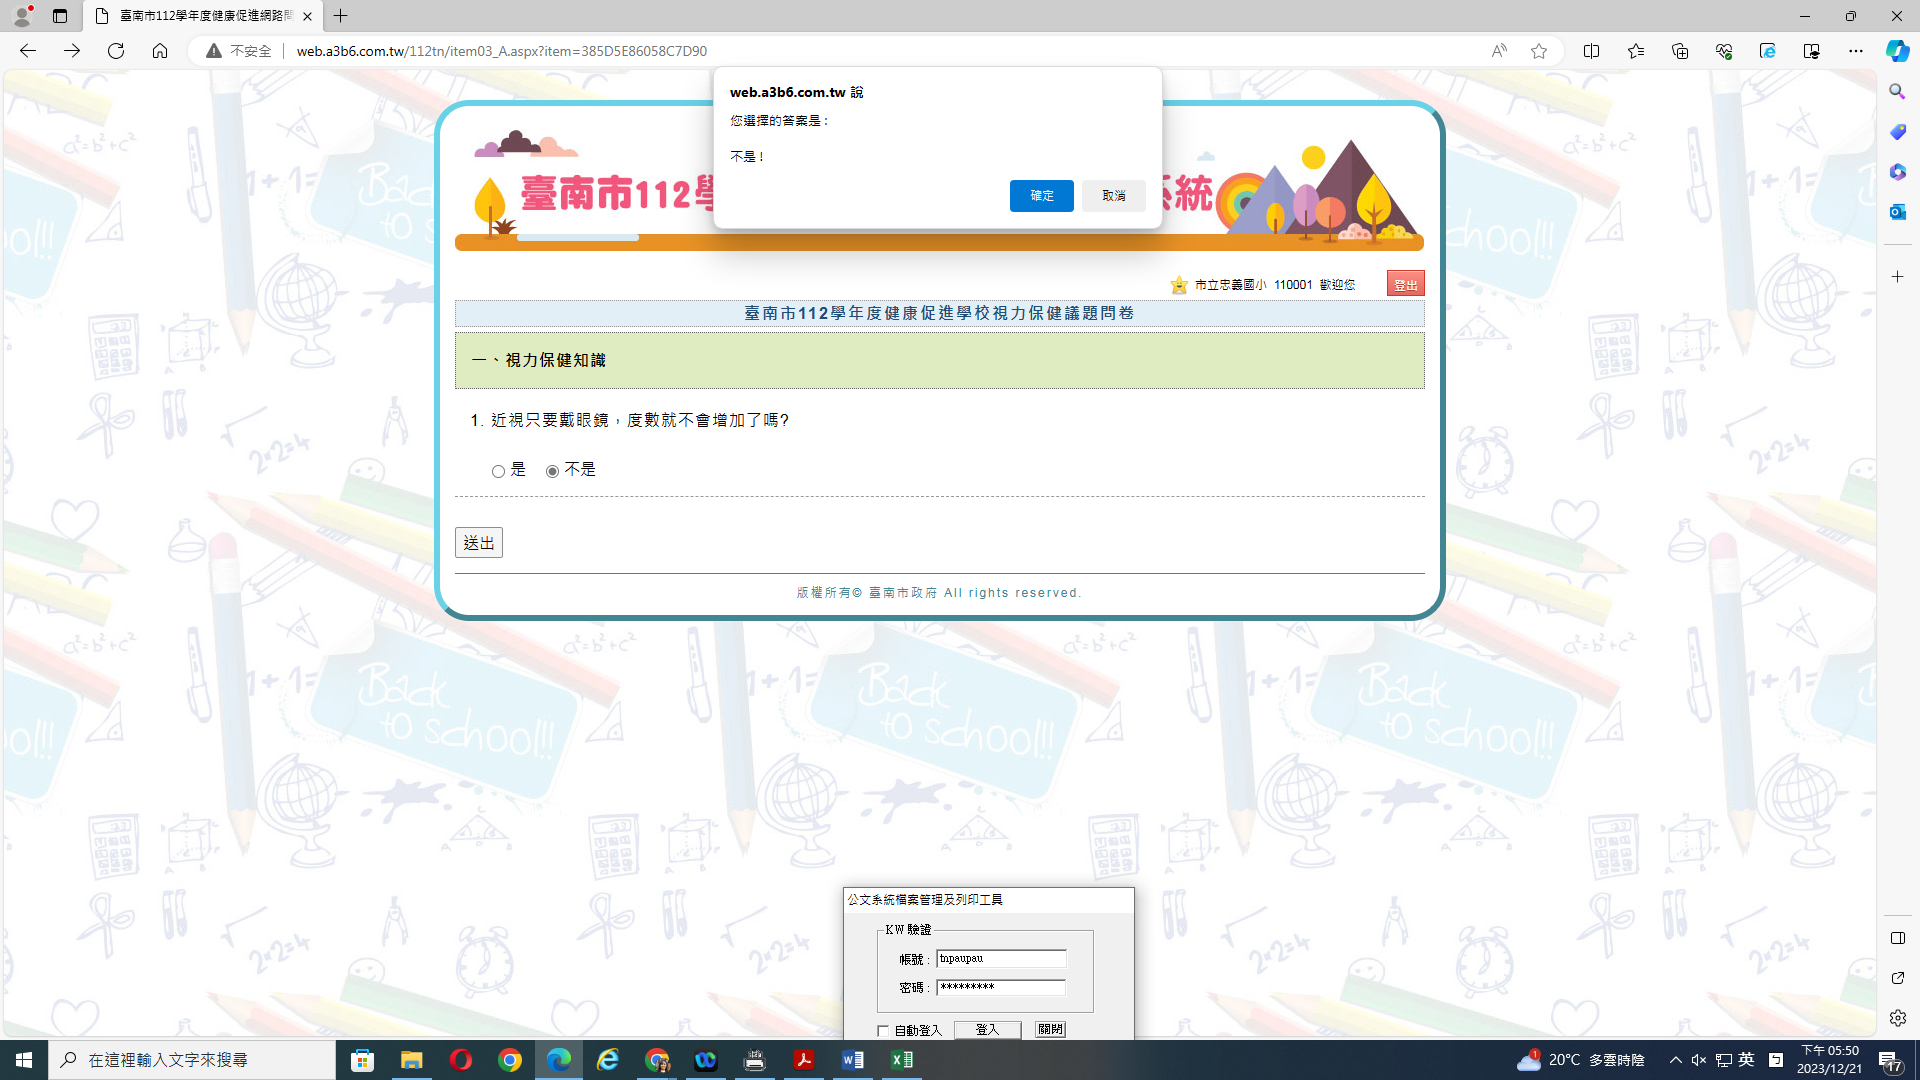 臺南市112學年度健康促進網路問
不安全
web.a3b6.com.tw/112tn/item03_A.aspx?item=385D5E86058C7D90
web.a3b6.com.tw 說
您選擇的答案是 :
不是 !
確定
取消
臺南市112學
系統
市立忠義國小 110001 歡迎您
登出
臺南市112學年度健康促進學校視力保健議題問卷
一、視力保健知識
1. 近視只要戴眼鏡，度數就不會增加了嗎?
是
不是
送出
版權所有© 臺南市政府 All rights reserved.
Back to school!!!
公文系統檔案管理及列印工具
KW 驗證
帳號 :
tnpaupau
密碼 :
*********
自動登入
登入
關閉
在這裡輸入文字來搜尋
1
20°C 多雲時陰
英
下午 05:50
2023/12/21
17